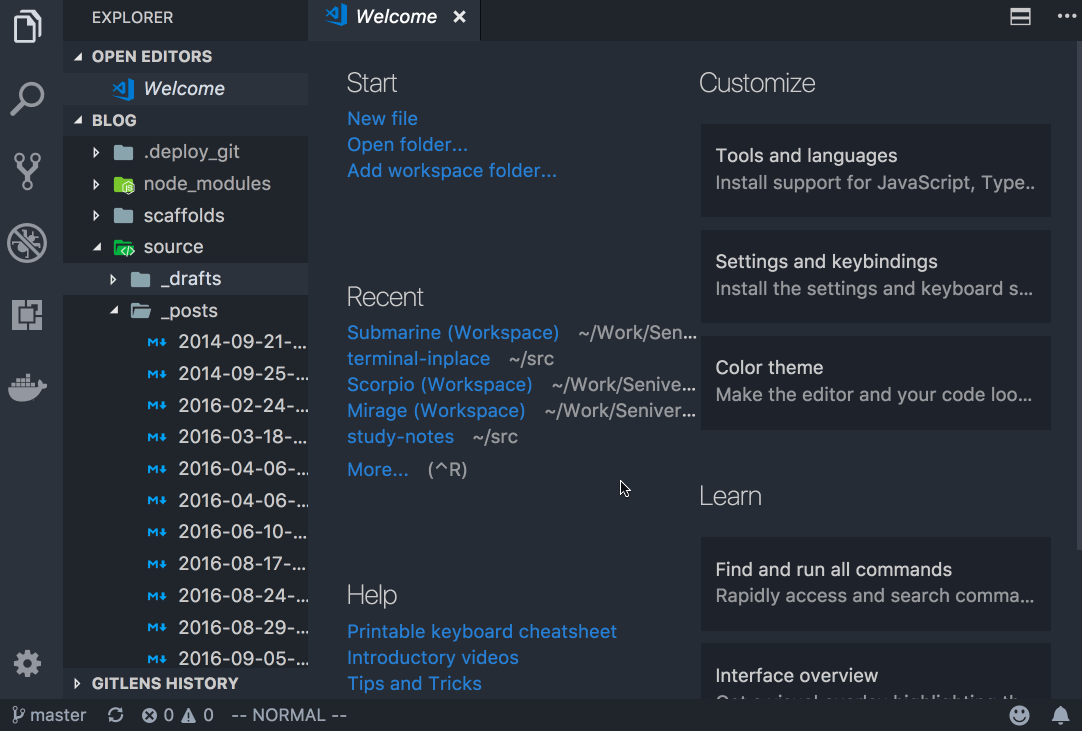 EXPLORER
OPEN EDITORS
Welcome
BLOG
.deploy_git
node_modules
scaffolds
source
_drafts
_posts
2014-09-21-...
2014-09-25-...
2016-02-24-...
2016-03-18-...
2016-04-06-...
2016-04-06-...
2016-06-10-...
2016-08-17-...
2016-08-24-...
2016-08-29-...
2016-09-05-...
GITLENS HISTORY
Welcome
Start
New file
Open folder...
Add workspace folder...
Recent
Submarine (Workspace) ~/Work/Sen...
terminal-inplace ~/src
Scorpio (Workspace) ~/Work/Senive...
Mirage (Workspace) ~/Work/Seniver...
study-notes ~/src
More... (^R)
Help
Printable keyboard cheatsheet
Introductory videos
Tips and Tricks
Customize
Tools and languages
Install support for JavaScript, Type...
Settings and keybindings
Install the settings and keyboard s...
Color theme
Make the editor and your code loo...
Learn
Find and run all commands
Rapidly access and search comma...
Interface overview
master 0 0 -- NORMAL --